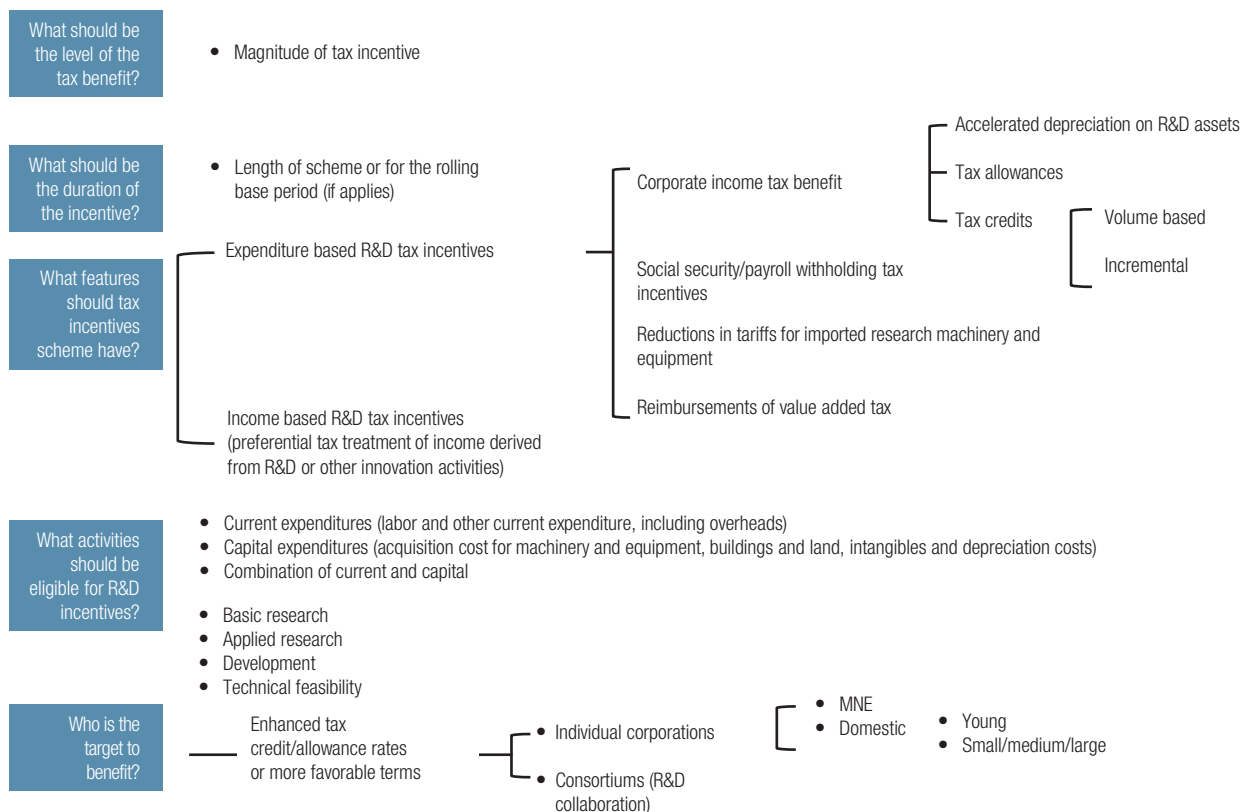 What should be
the level of the
tax benefit?
• Magnitude of tax incentive
What should be
the duration of
the incentive?
• Length of scheme or for the rolling
base period (if applies)
What features
should tax
incentives
scheme have?
Expenditure based R&D tax incentives
Corporate income tax benefit
Accelerated depreciation on R&D assets
Tax allowances
Tax credits
Volume based
Incremental
Social security/payroll withholding tax
incentives
Reductions in tariffs for imported research machinery and
equipment
Reimbursements of value added tax
Income based R&D tax incentives
(preferential tax treatment of income derived
from R&D or other innovation activities)
What activities
should be
eligible for R&D
incentives?
• Current expenditures (labor and other current expenditure, including overheads)
• Capital expenditures (acquisition cost for machinery and equipment, buildings and land, intangibles and depreciation costs)
• Combination of current and capital
• Basic research
• Applied research
• Development
• Technical feasibility
Who is the
target to
benefit?
Enhanced tax
credit/allowance rates
or more favorable terms
• Individual corporations
• Consortiums (R&D
collaboration)
• MNE
• Domestic
• Young
• Small/medium/large